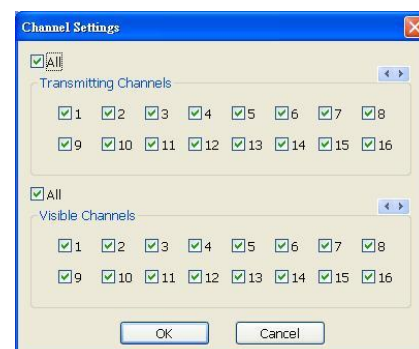 Channel Settings
All
Transmitting Channels
1 2 3 4 5 6 7 8
9 10 11 12 13 14 15 16
All
Visible Channels
1 2 3 4 5 6 7 8
9 10 11 12 13 14 15 16
OK Cancel